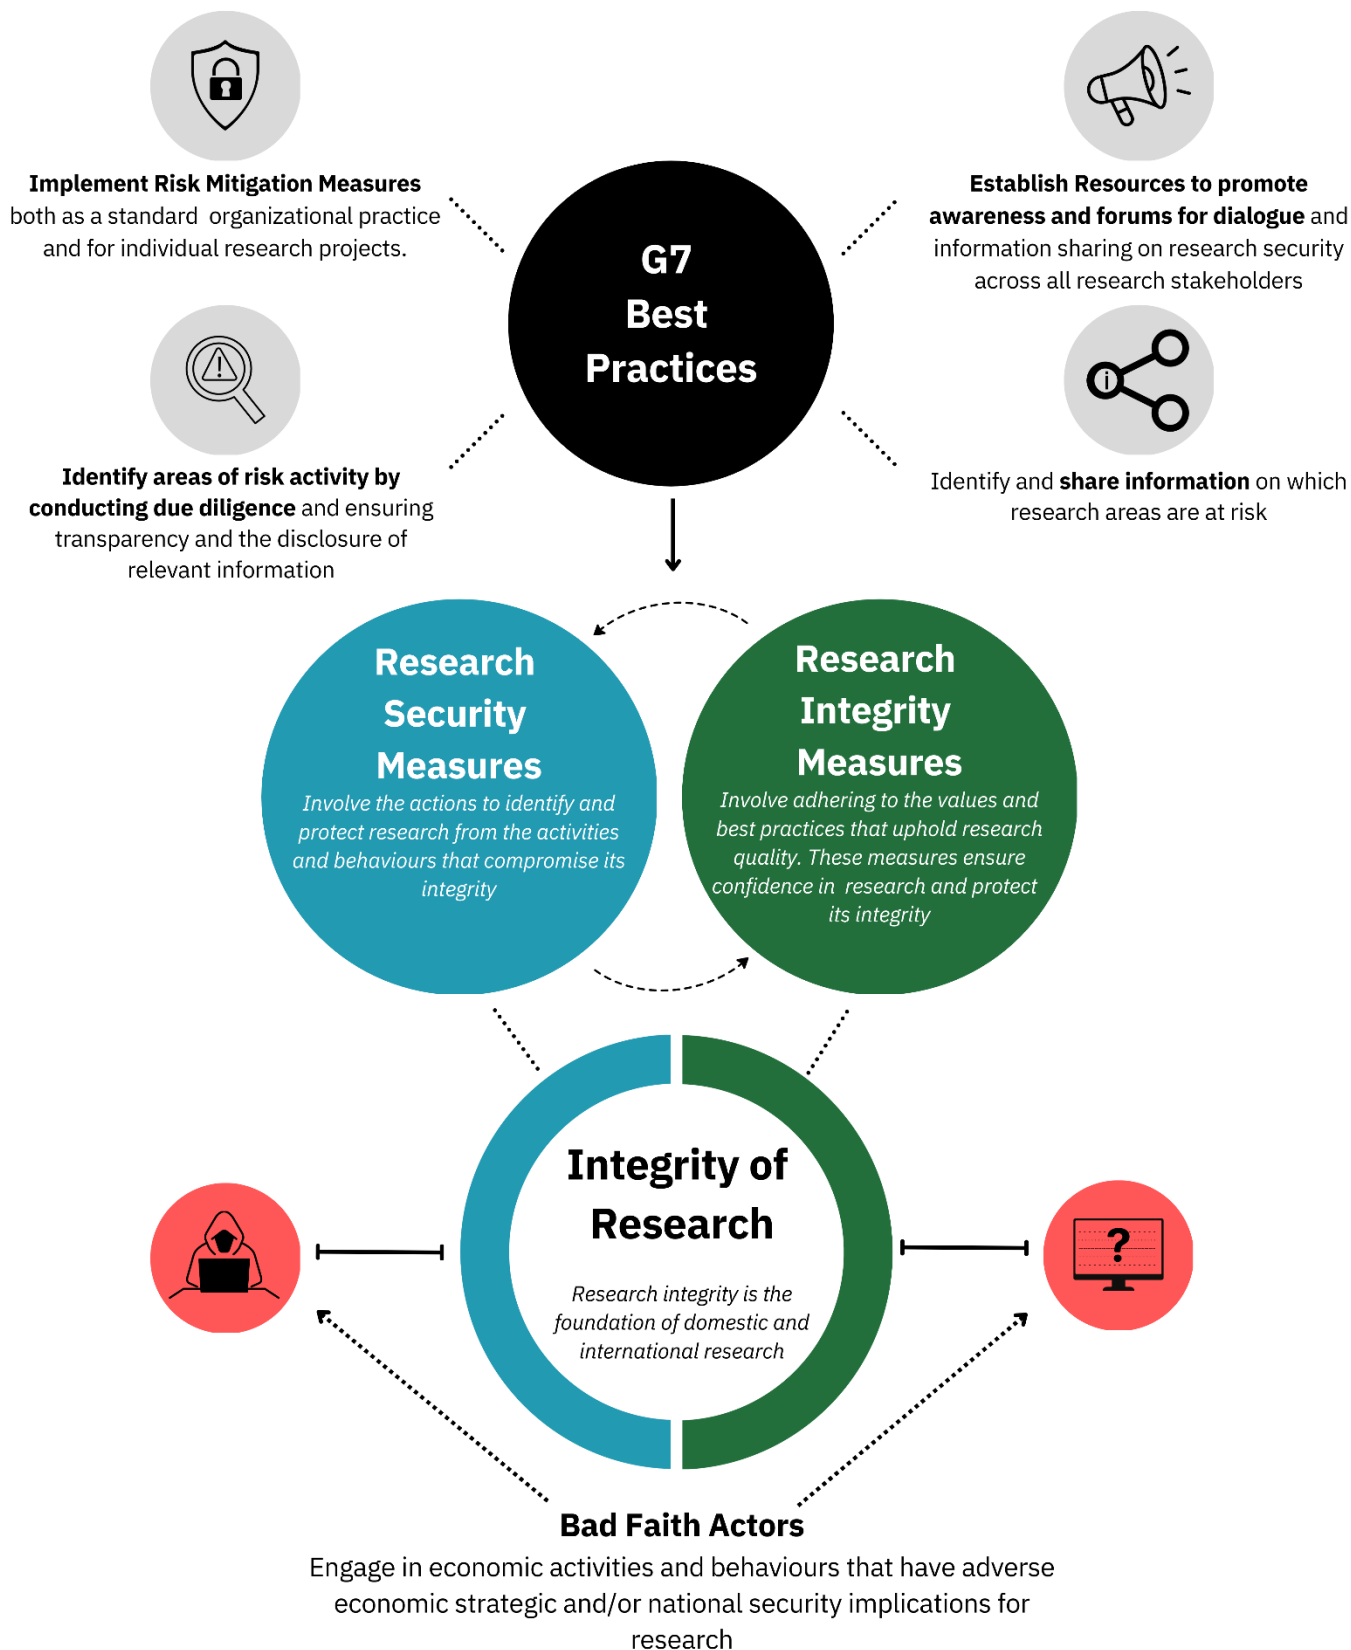 Implement Risk Mitigation Measures
both as a standard organizational practice
and for individual research projects.
Establish Resources to promote
awareness and forums for dialogue and
information sharing on research security
across all research stakeholders
G7
Best
Practices
Identify areas of risk activity by
conducting due diligence and ensuring
transparency and the disclosure of
relevant information
i
Identify and share information on which
research areas are at risk
Research
Security
Measures
Involve the actions to identify and
protect research from the activities
and behaviours that compromise its
integrity
Research
Integrity
Measures
Involve adhering to the values and
best practices that uphold research
quality. These measures ensure
confidence in research and protect
its integrity
Integrity of
Research
Research integrity is the
foundation of domestic and
international research
?
Bad Faith Actors
Engage in economic activities and behaviours that have adverse
economic strategic and/or national security implications for
research